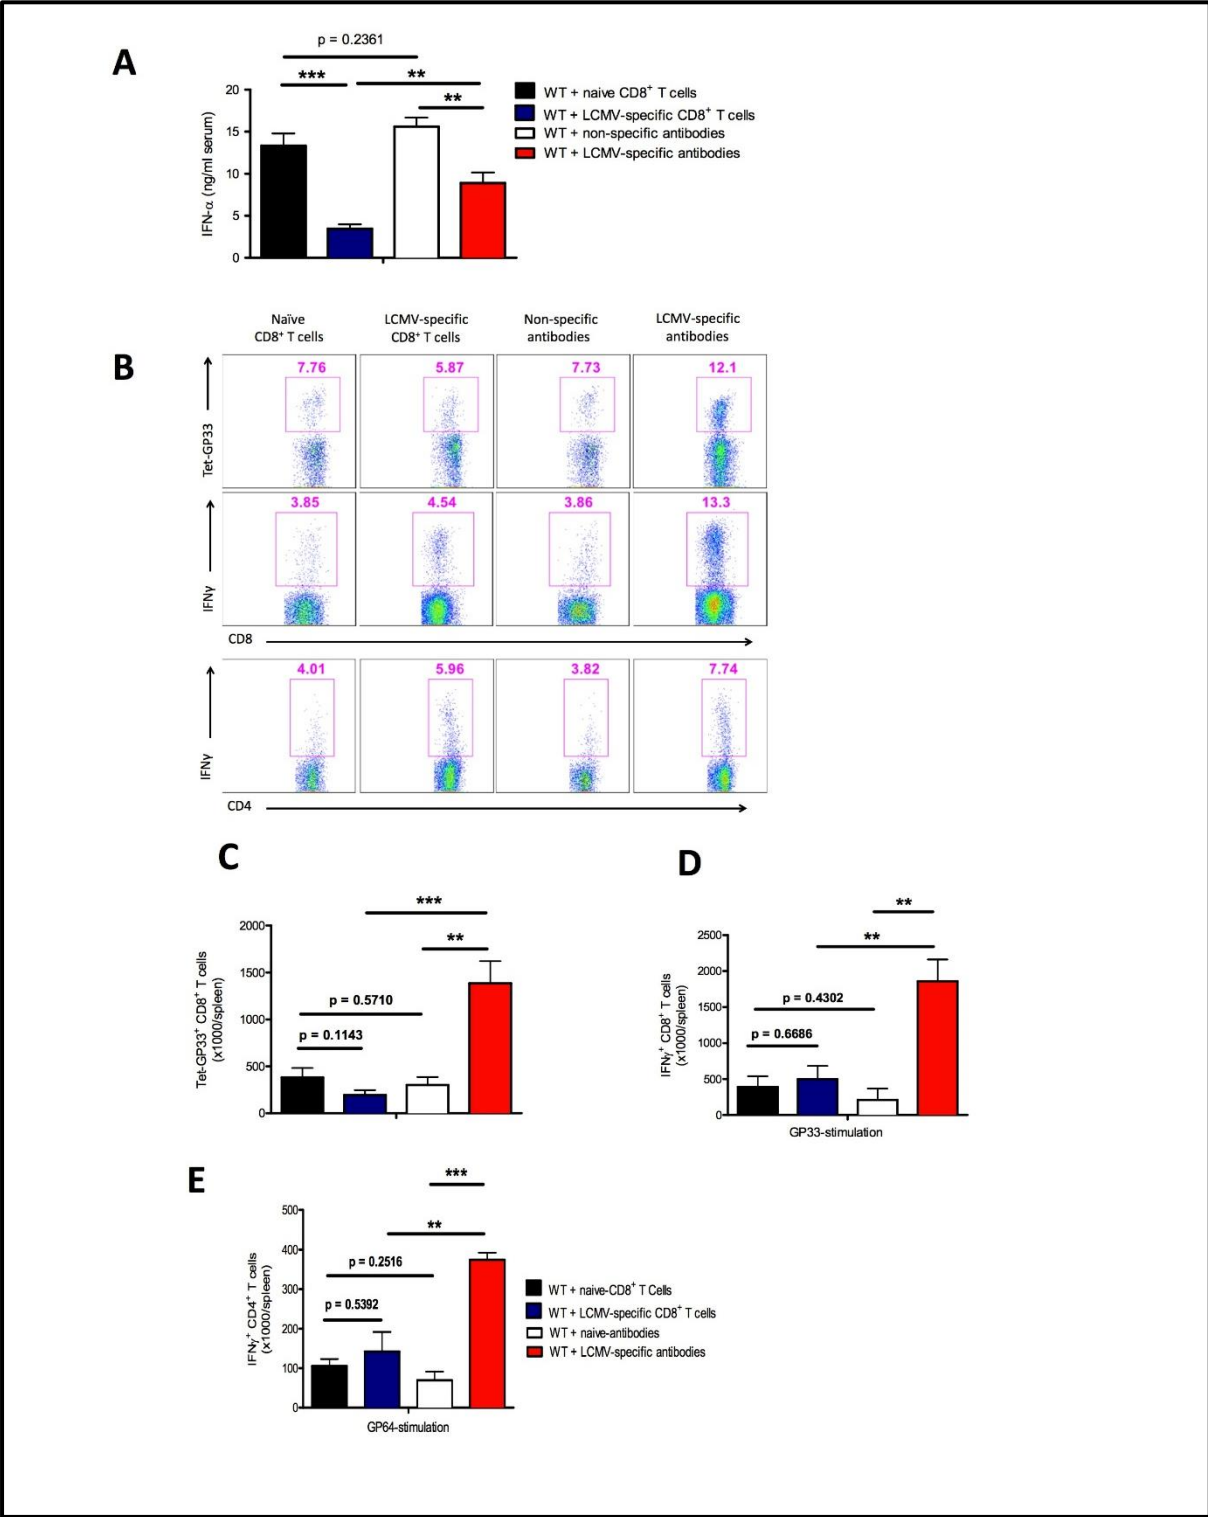 A
p = 0.2361
***
**
**
20
15
10
5
0
IFN-α (ng/ml serum)
WT + naive CD8⁺ T cells
WT + LCMV-specific CD8⁺ T cells
WT + non-specific antibodies
WT + LCMV-specific antibodies
B
Naïve
CD8⁺ T cells
LCMV-specific
CD8⁺ T cells
Non-specific
antibodies
LCMV-specific
antibodies
Tet-GP33
7.76
5.87
7.73
12.1
IFNγ
3.85
4.54
3.86
13.3
CD8
IFNγ
4.01
5.96
3.82
7.74
CD4
C
***
**
p = 0.5710
p = 0.1143
2000
1500
1000
500
0
Tet-GP33⁺ CD8⁺ T cells
(x1000/spleen)
D
**
**
p = 0.4302
p = 0.6686
2500
2000
1500
1000
500
0
IFNγ⁺ CD8⁺ T cells
(x1000/spleen)
GP33-stimulation
E
***
**
p = 0.2516
p = 0.5392
500
400
300
200
100
0
IFNγ⁺ CD4⁺ T cells
(x1000/spleen)
GP64-stimulation
WT + naive-CD8⁺ T Cells
WT + LCMV-specific CD8⁺ T cells
WT + naive-antibodies
WT + LCMV-specific antibodies